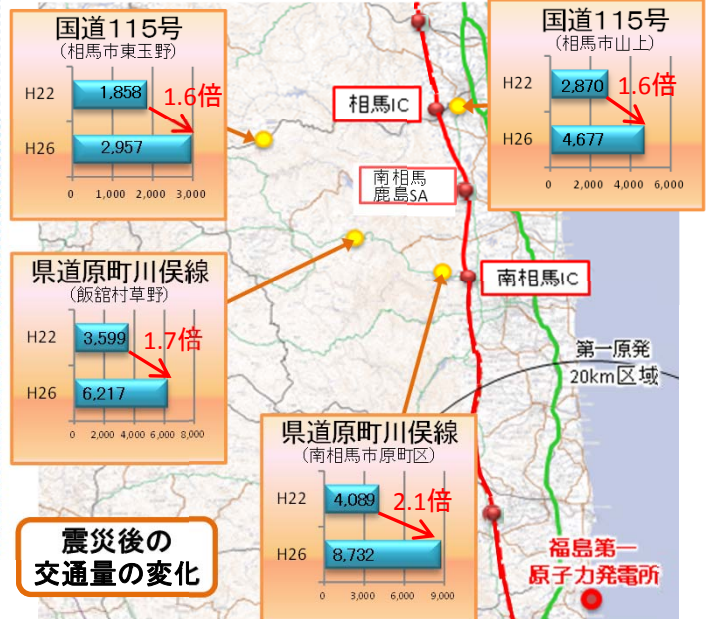 国道115号
(相馬市東玉野)
H22
1,858
1.6倍
H26
2,957
0
1,000
2,000
3,000
国道115号
(相馬市山上)
H22
2,870
1.6倍
H26
4,677
0
2,000
4,000
6,000
相馬IC
南相馬
鹿島SA
県道原町川俣線
(飯舘村草野)
H22
3,599
1.7倍
H26
6,217
0
2,000
4,000
6,000
8,000
南相馬IC
第一原発
20km区域
県道原町川俣線
(南相馬市原町区)
H22
4,089
2.1倍
H26
8,732
0
3,000
6,000
9,000
震災後の
交通量の変化
福島第一
原子力発電所